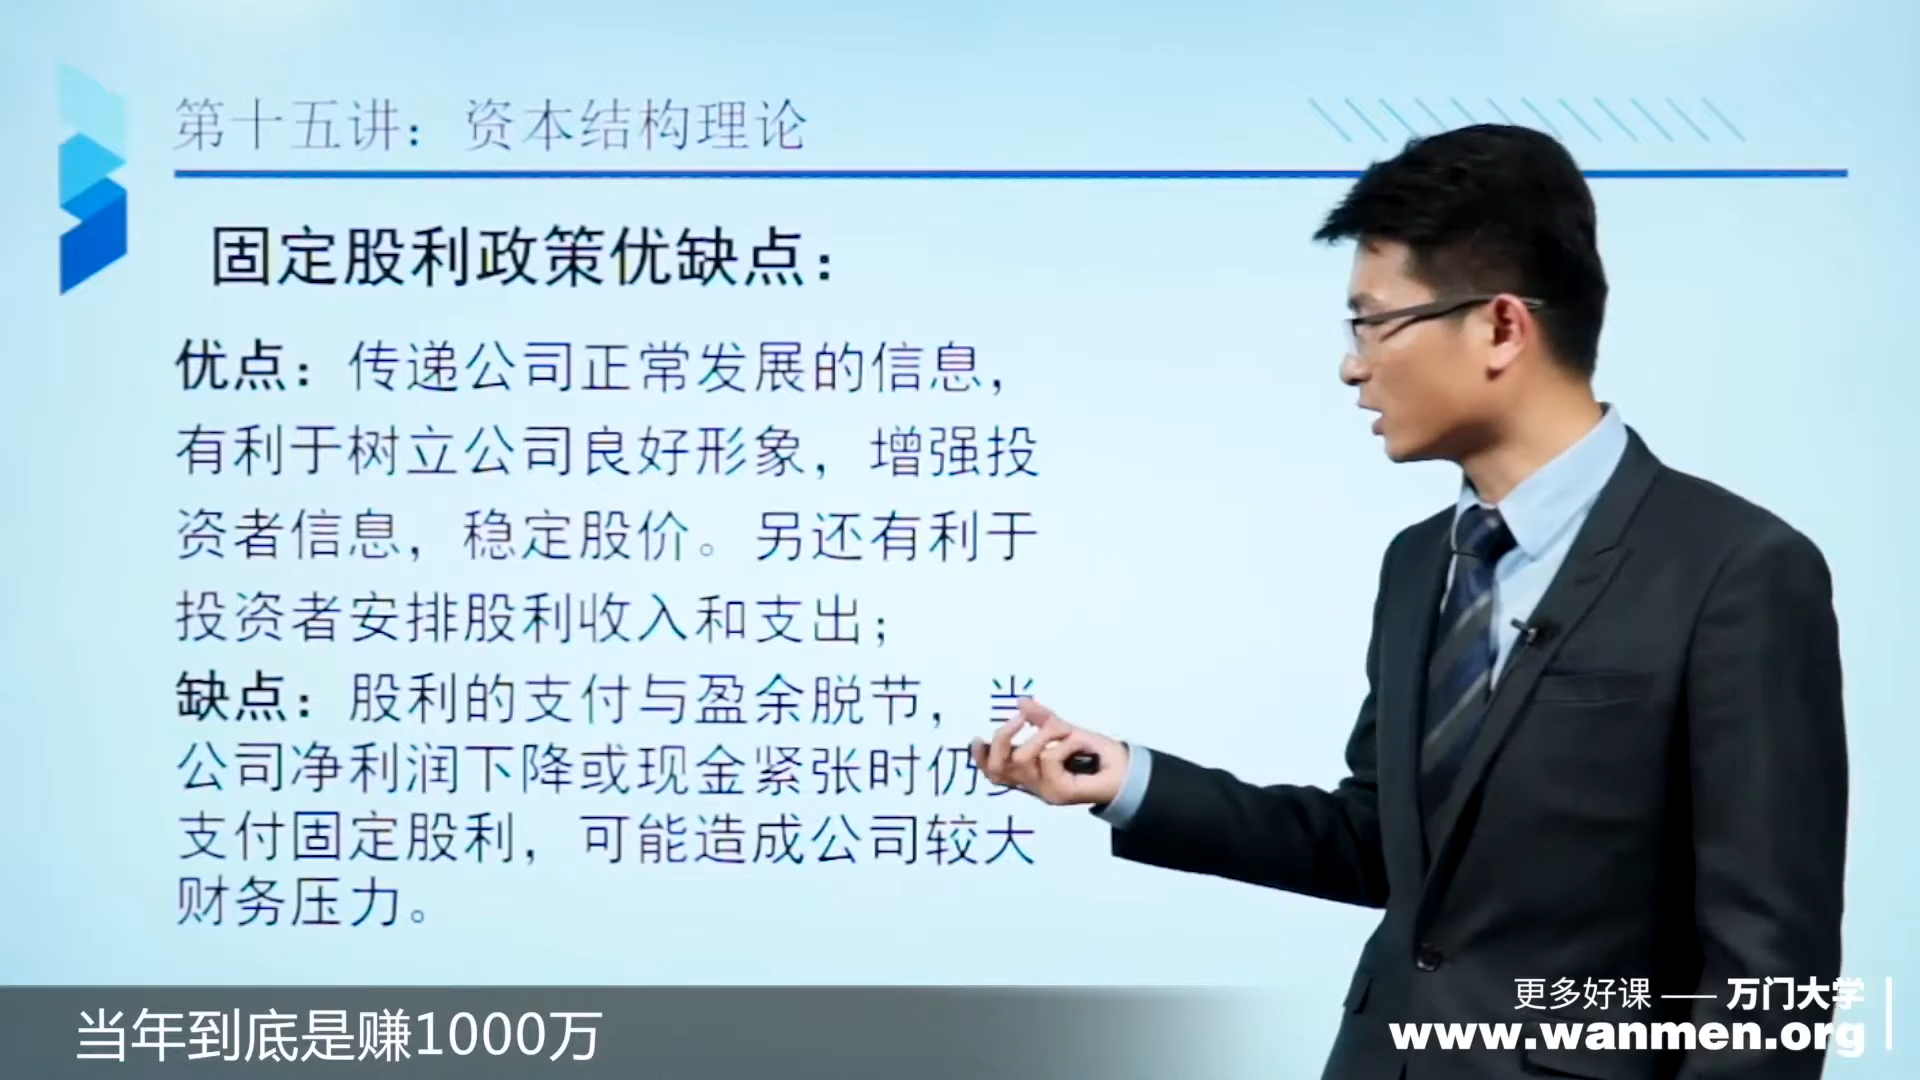 第十五讲：资本结构理论
固定股利政策优缺点：
优点：传递公司正常发展的信息，
有利于树立公司良好形象，增强投
资者信息，稳定股价。另还有利于
投资者安排股利收入和支出；
缺点：股利的支付与盈余脱节，当
公司净利润下降或现金紧张时仍
支付固定股利，可能造成公司较大
财务压力。
当年到底是赚1000万
更多好课 —— 万门大学
www.wanmen.org